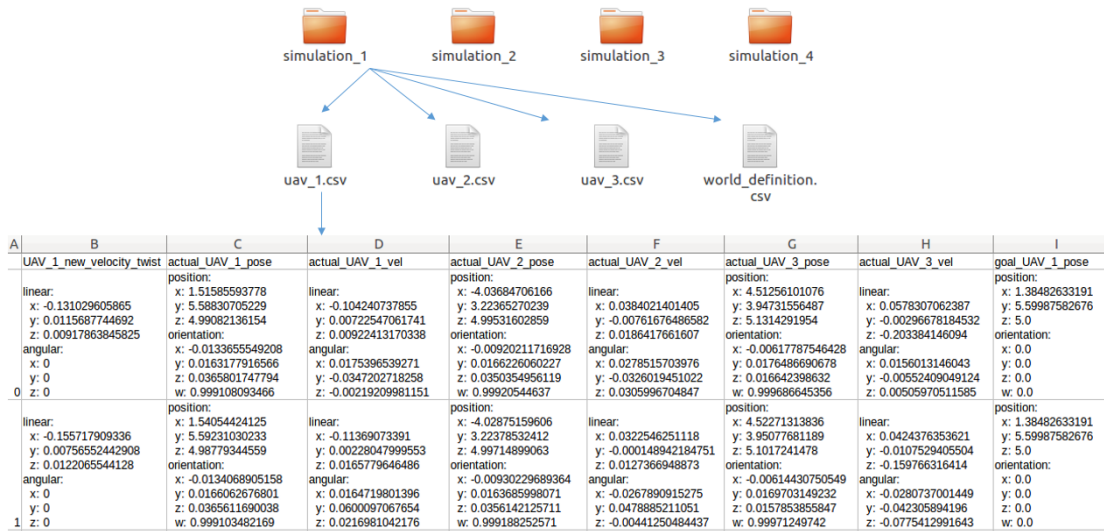 simulation_1 simulation_2 simulation_3 simulation_4
uav_1.csv uav_2.csv uav_3.csv world_definition.
csv
A B C D E F G H I
UAV_1_new_velocity_twist actual_UAV_1_pose actual_UAV_1_vel actual_UAV_2_pose actual_UAV_2_vel actual_UAV_3_pose actual_UAV_3_vel goal_UAV_1_pose
position: position: position: position:
linear: x: 1.51585593778 linear: x: -4.03684706166 linear: x: 4.51256101076 linear: x: 1.38482633191
x: -0.131029605865 y: 5.58830705229 x: -0.104240737855 y: 3.22365270239 x: 0.0384021401405 y: 3.94731556487 x: 0.0578307062387 y: 5.59987582676
y: 0.0115687744692 z: 4.99082136154 y: 0.00722547061741 z: 4.99531602859 y: -0.00761676486582 z: 5.1314291954 y: -0.00296678184532 z: 5.0
z: 0.00917863845825 orientation: z: 0.00922413170338 orientation: z: 0.0186417661607 orientation: z: -0.203384146094 orientation:
angular: x: -0.0133655549208 angular: x: -0.00920211716928 angular: x: -0.00617787546428 angular: x: 0.0
x: 0 y: 0.0163177916566 x: 0.0175396539271 y: 0.0166226060227 x: 0.0278515703976 y: 0.0176486690678 x: 0.0156013146043 y: 0.0
y: 0 z: 0.0365801747794 y: -0.0347202718258 z: 0.0350354956119 y: -0.0326019451022 z: 0.016642398632 y: -0.00552409049124 z: 0.0
0 z: 0 w: 0.999108093466 z: -0.00219209981151 w: 0.99920544637 z: 0.0305996704847 w: 0.999686645356 z: 0.00505970511585 w: 0.0
position: position: position: position:
linear: x: 1.54054424125 linear: x: -4.02875159606 linear: x: 4.52271313836 linear: x: 1.38482633191
x: -0.155717909336 y: 5.59231030233 x: -0.11369073391 y: 3.22378532412 x: 0.0322546251118 y: 3.95077681189 x: 0.0424376353621 y: 5.59987582676
y: 0.00756552442908 z: 4.98779344559 y: 0.00228047999553 z: 4.99714899063 y: -0.000148942184751 z: 5.1017241478 y: -0.0107529405504 z: 5.0
z: 0.0122065544128 orientation: z: 0.0165779646486 orientation: z: 0.0127366948873 orientation: z: -0.159766316414 orientation:
angular: x: -0.0134068905158 angular: x: -0.00930229689364 angular: x: -0.00614430750549 angular: x: 0.0
x: 0 y: 0.0166062676801 x: 0.0164719801396 y: 0.0163685998071 x: -0.0267890915275 y: 0.0169703149232 x: -0.0280737001449 y: 0.0
y: 0 z: 0.0365611690038 y: 0.0600097067654 z: 0.0356142125711 y: 0.0478885211051 z: 0.0157853855847 y: -0.042305894196 z: 0.0
1 z: 0 w: 0.999103482169 z: 0.0216981042176 w: 0.999188252571 z: -0.00441250484437 w: 0.99971249742 z: -0.0775412991643 w: 0.0